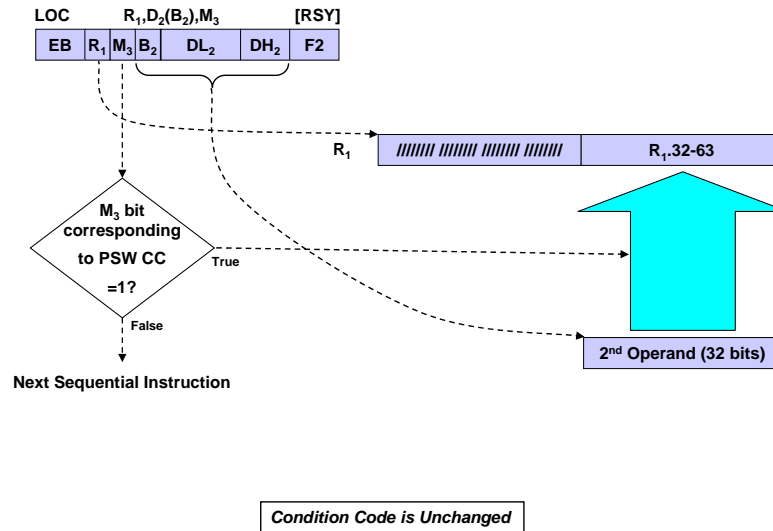 LOC R₁,D₂(B₂),M₃ [RSY]
EB R₁ M₃ B₂ DL₂ DH₂ F2
R₁ //////// //////// //////// //////// R₁.32-63
M₃ bit
corresponding
to PSW CC
=1?
True
False
2nd Operand (32 bits)
Next Sequential Instruction
Condition Code is Unchanged